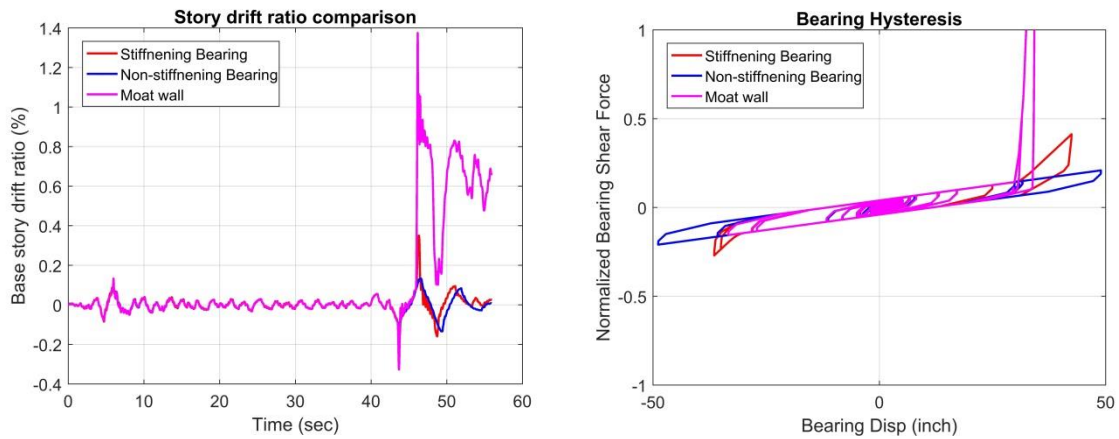 Story drift ratio comparison
1.4
1.2
1
0.8
0.6
0.4
0.2
0
-0.2
-0.4
Base story drift ratio (%)
Stiffnening Bearing
Non-stiffnening Bearing
Moat wall
0 10 20 30 40 50 60
Time (sec)
Bearing Hysteresis
1
0.5
0
-0.5
-1
Normalized Bearing Shear Force
Stiffnening Bearing
Non-stiffnening Bearing
Moat wall
-50 0 50
Bearing Disp (inch)